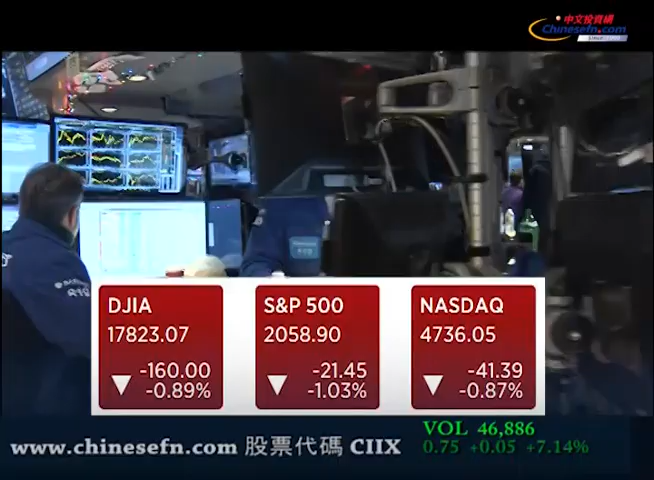 中文投資網
Chinesefn.com
DJIA
17823.07
-160.00
-0.89%
S&P 500
2058.90
-21.45
-1.03%
NASDAQ
4736.05
-41.39
-0.87%
VOL 46,886
www.chinesefn.com 股票代碼 CIIX
0.75 +0.05 +7.14%